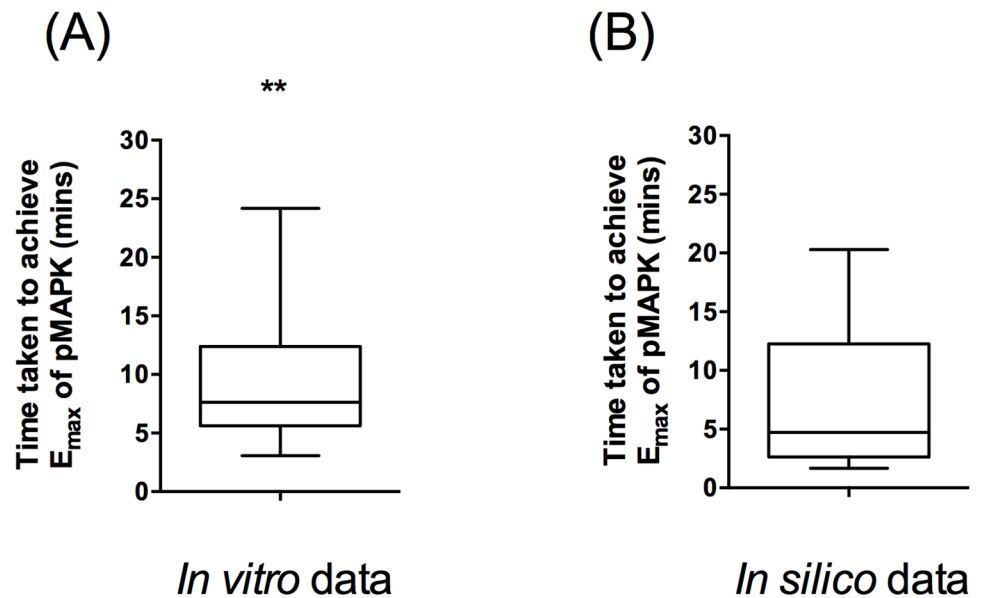 (A)
**
Time taken to achieve
Emax of pMAPK (mins)
30
25
20
15
10
5
0
In vitro data
(B)
Time taken to achieve
Emax of pMAPK (mins)
30
25
20
15
10
5
0
In silico data